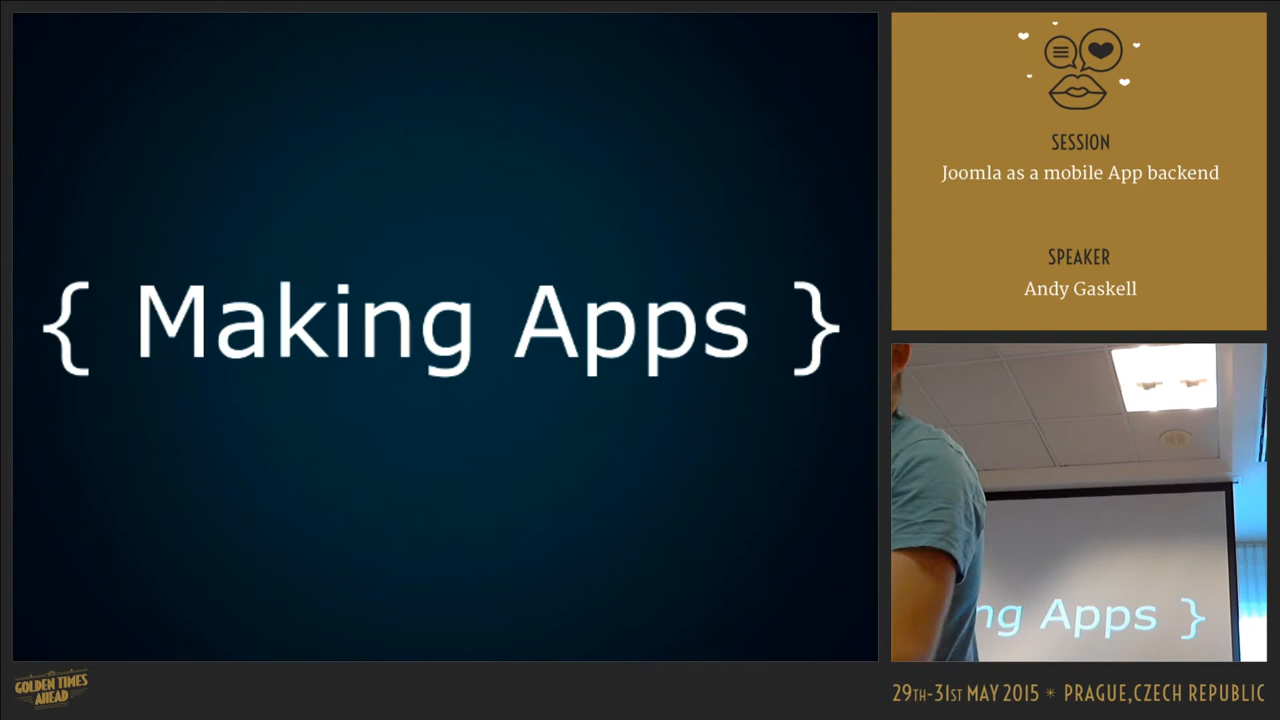 { Making Apps }
SESSION
Joomla as a mobile App backend
SPEAKER
Andy Gaskell
ng Apps }
GOLDEN TIMES
AHEAD
29TH-31ST MAY 2015 * PRAGUE,CZECH REPUBLIC